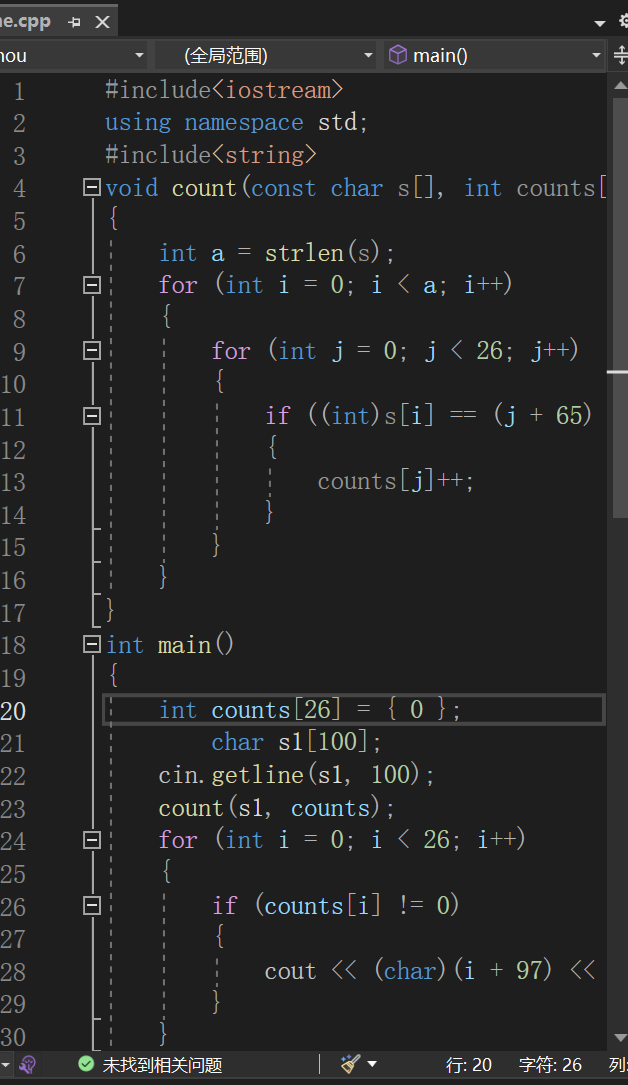 e.cpp
hou (全局范围) main()
1 #include<iostream>
2 using namespace std;
3 #include<string>
4 void count(const char s[], int counts[
5 {
6 int a = strlen(s);
7 for (int i = 0; i < a; i++)
8 {
9 for (int j = 0; j < 26; j++)
10 {
11 if ((int)s[i] == (j + 65)
12 {
13 counts[j]++;
14 }
15 }
16 }
17 }
18 int main()
19 {
20 int counts[26] = { 0 };
21 char s1[100];
22 cin.getline(s1, 100);
23 count(s1, counts);
24 for (int i = 0; i < 26; i++)
25 {
26 if (counts[i] != 0)
27 {
28 cout << (char)(i + 97) <<
29 }
30 }
未找到相关问题 行: 20 字符: 26 列: